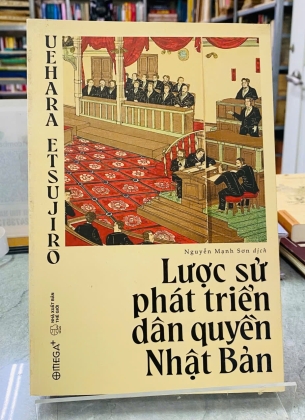 UEHARA ETSUJIRO
Nguyễn Mạnh Sơn dịch
Lược sử
phát triển
dân quyền
Nhật Bản
OMEGA+
NHÀ XUẤT BẢN
THẾ GIỚI